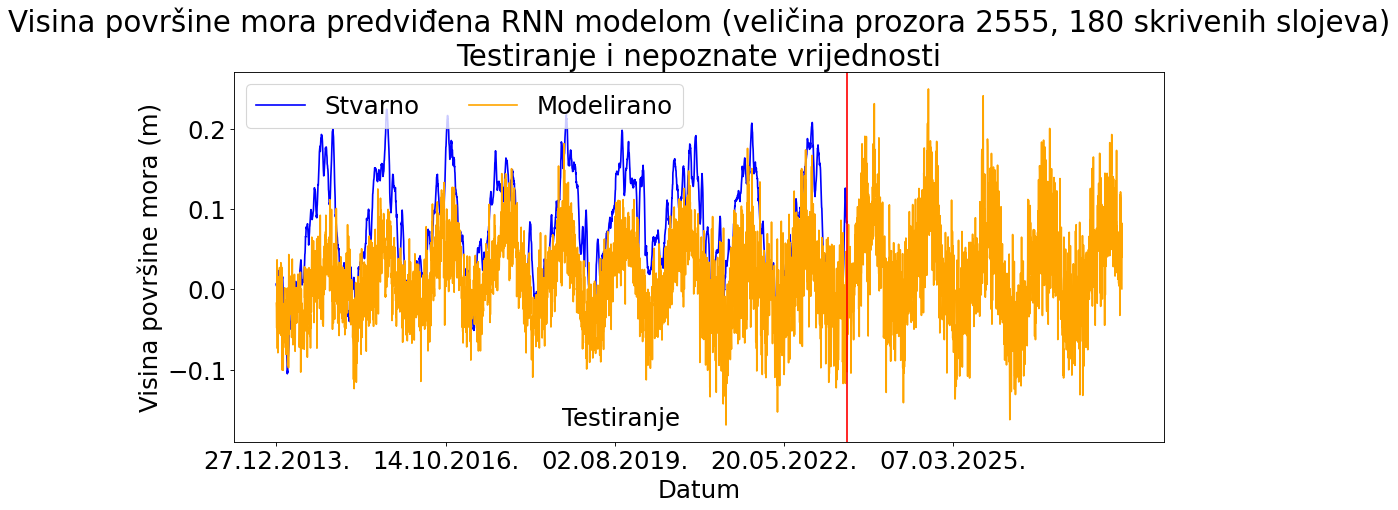 Visina površine mora predviđena RNN modelom (veličina prozora 2555, 180 skrivenih slojeva)
Testiranje i nepoznate vrijednosti
Stvarno Modelirano
Visina površine mora (m)
0.2
0.1
0.0
−0.1
Testiranje
27.12.2013. 14.10.2016. 02.08.2019. 20.05.2022. 07.03.2025.
Datum